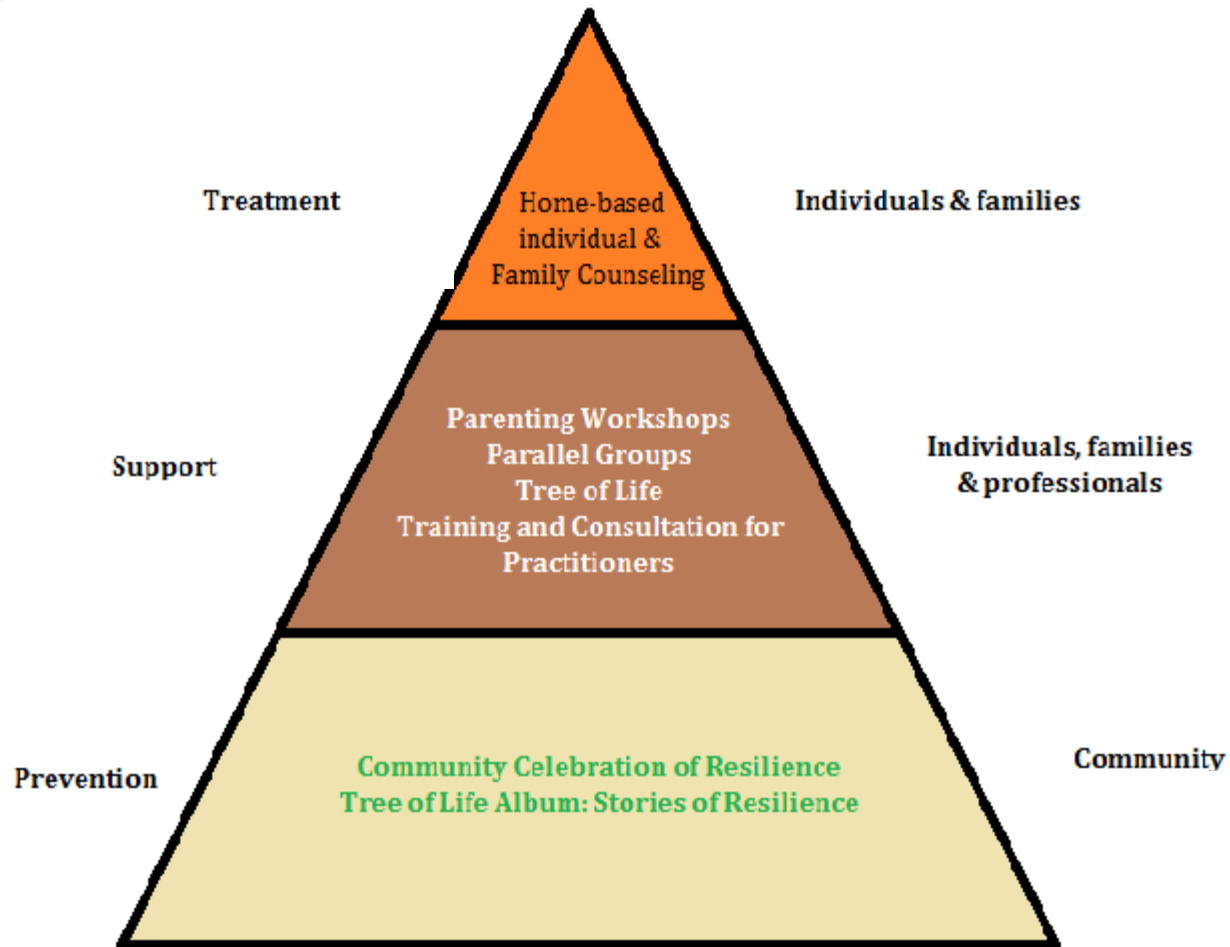 Treatment
Home-based
individual &
Family Counseling
Individuals & families
Support
Parenting Workshops
Parallel Groups
Tree of Life
Training and Consultation for
Practitioners
Individuals, families
& professionals
Prevention
Community Celebration of Resilience
Tree of Life Album: Stories of Resilience
Community